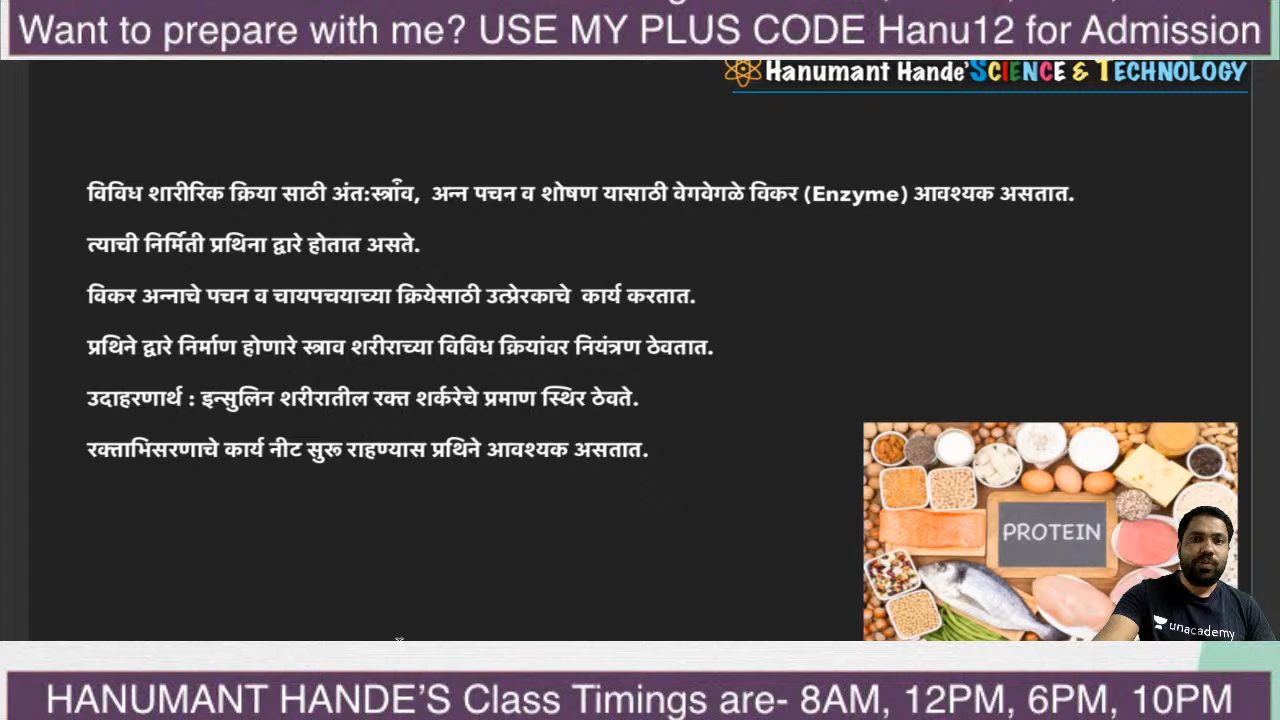 Want to prepare with me? USE MY PLUS CODE Hanu12 for Admission
Hanumant Hande'SCIENCE & TECHNOLOGY
विविध शारीरिक क्रिया साठी अंत:स्त्राव, अन्न पचन व शोषण यासाठी वेगवेगळे विकर (Enzyme) आवश्यक असतात.
त्याची निर्मिती प्रथिना द्वारे होतात असते.
विकर अन्नाचे पचन व चायपचयाच्या क्रियेसाठी उत्प्रेरकाचे कार्य करतात.
प्रथिने द्वारे निर्माण होणारे स्त्राव शरीराच्या विविध क्रियांवर नियंत्रण ठेवतात.
उदाहरणार्थ : इन्सुलिन शरीरातील रक्त शर्करेचे प्रमाण स्थिर ठेवते.
रक्ताभिसरणाचे कार्य नीट सुरू राहण्यास प्रथिने आवश्यक असतात.
PROTEIN
unacademy
HANUMANT HANDE’S Class Timings are- 8AM, 12PM, 6PM, 10PM